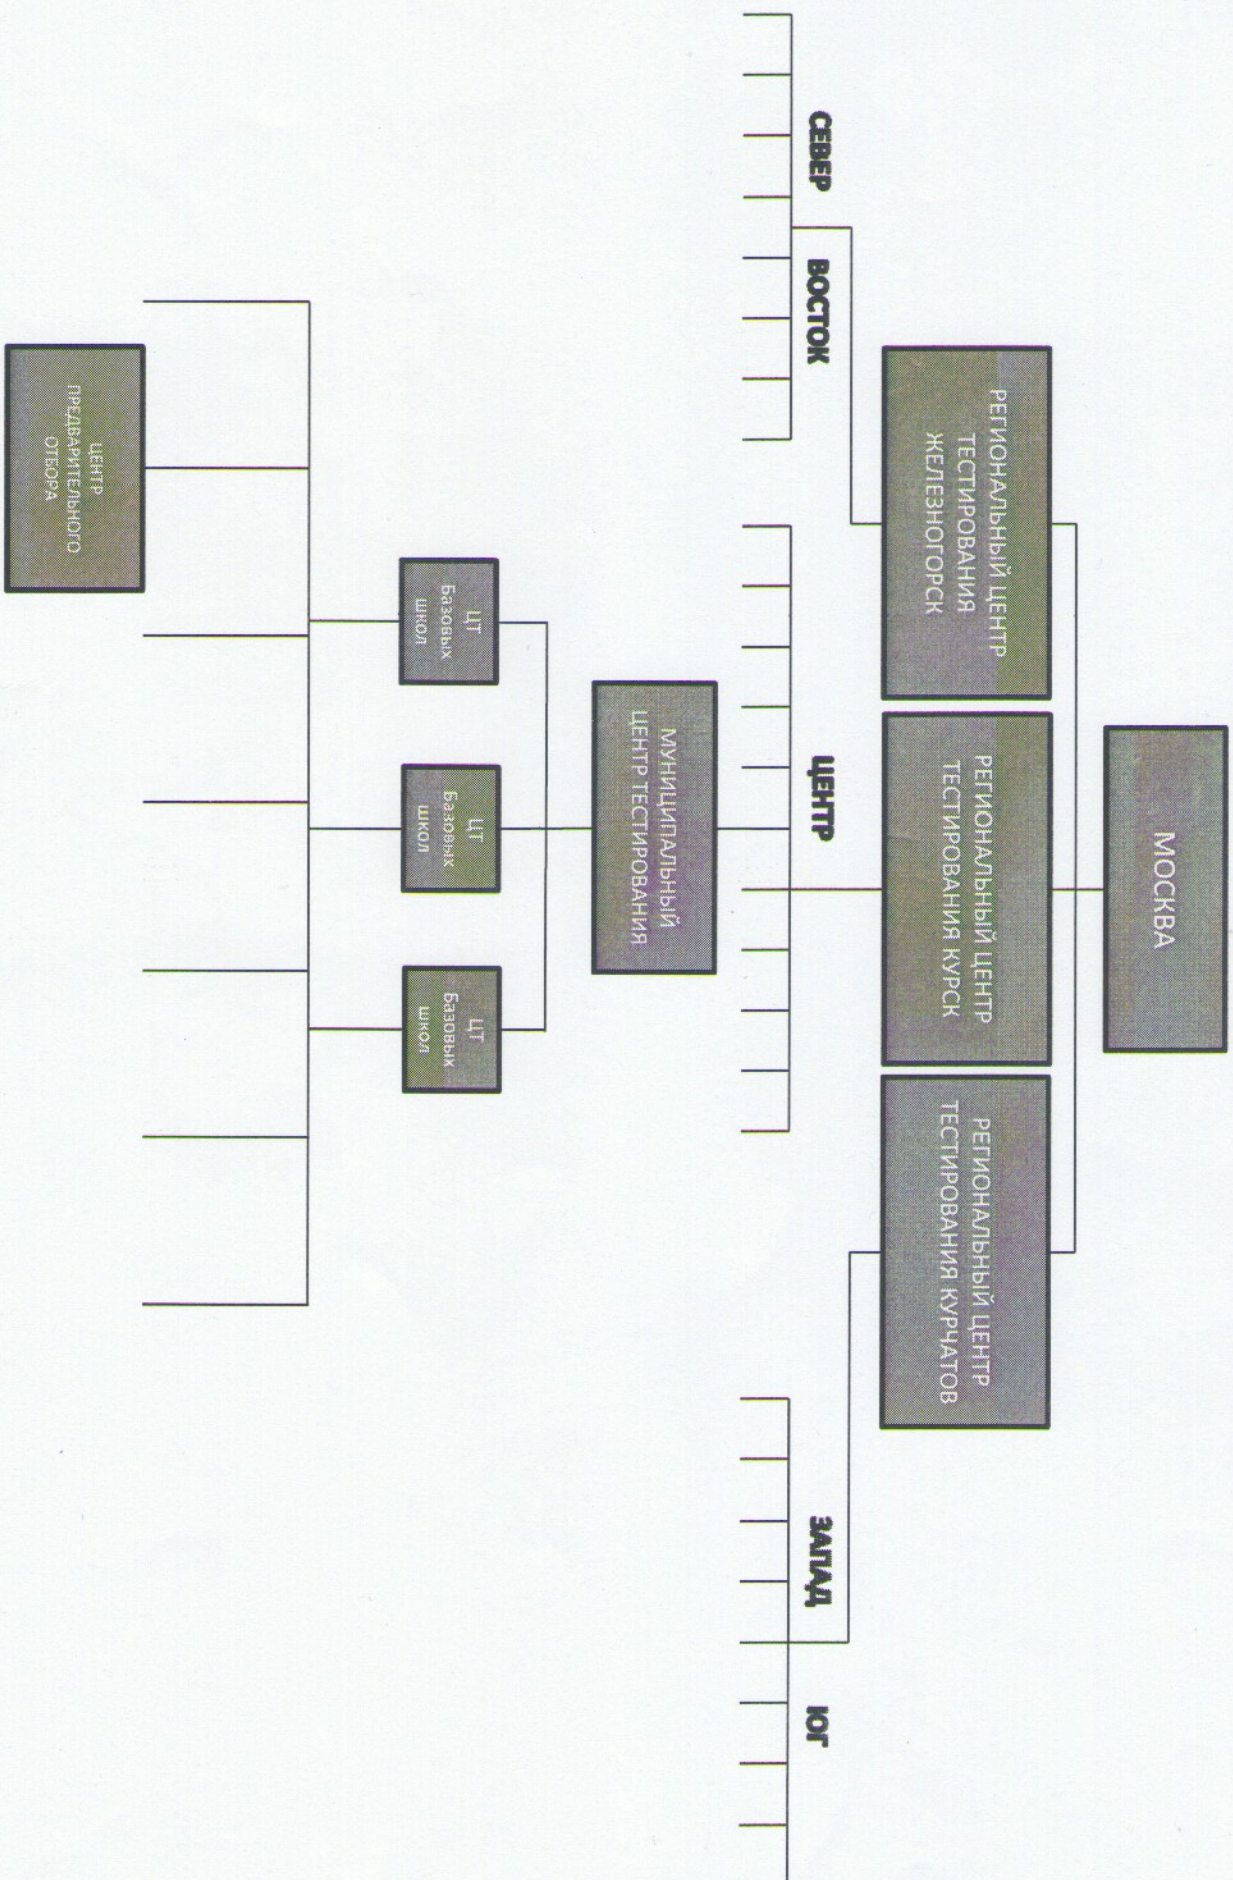 МОСКВА
РЕГИОНАЛЬНЫЙ ЦЕНТР
ТЕСТИРОВАНИЯ
ЖЕЛЕЗНОГОРСК
РЕГИОНАЛЬНЫЙ ЦЕНТР
ТЕСТИРОВАНИЯ КУРСК
РЕГИОНАЛЬНЫЙ ЦЕНТР
ТЕСТИРОВАНИЯ КУРЧАТОВ
СЕВЕР
ВОСТОК
ЦЕНТР
ЗАПАД
ЮГ
МУНИЦИПАЛЬНЫЙ
ЦЕНТР ТЕСТИРОВАНИЯ
ЦТ
Базовых
школ
ЦТ
Базовых
школ
ЦТ
Базовых
школ
ЦЕНТР
ПРЕДВАРИТЕЛЬНОГО
ОТБОРА